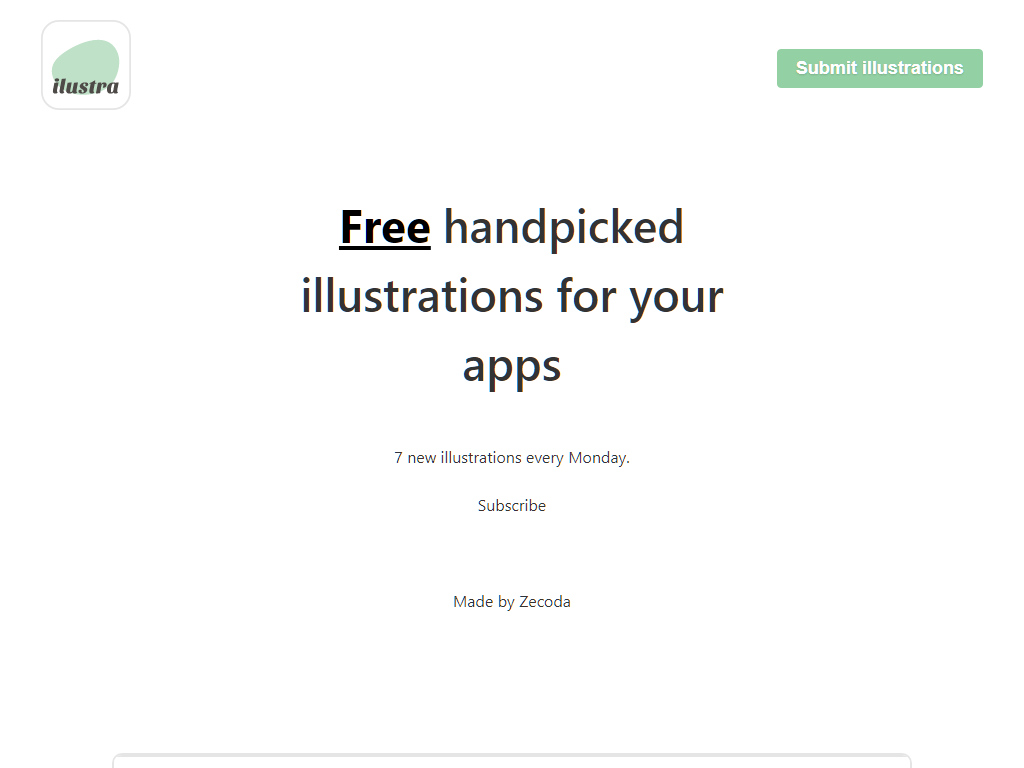 ilustra
Submit illustrations
Free handpicked
illustrations for your
apps
7 new illustrations every Monday.
Subscribe
Made by Zecoda